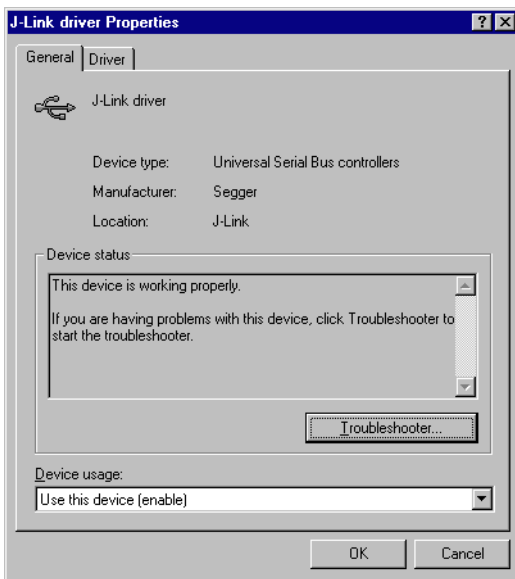 J-Link driver Properties
General Driver
J-Link driver
Device type: Universal Serial Bus controllers
Manufacturer: Segger
Location: J-Link
Device status
This device is working properly.
If you are having problems with this device, click Troubleshooter to
start the troubleshooter.
Troubleshooter...
Device usage:
Use this device (enable)
OK Cancel